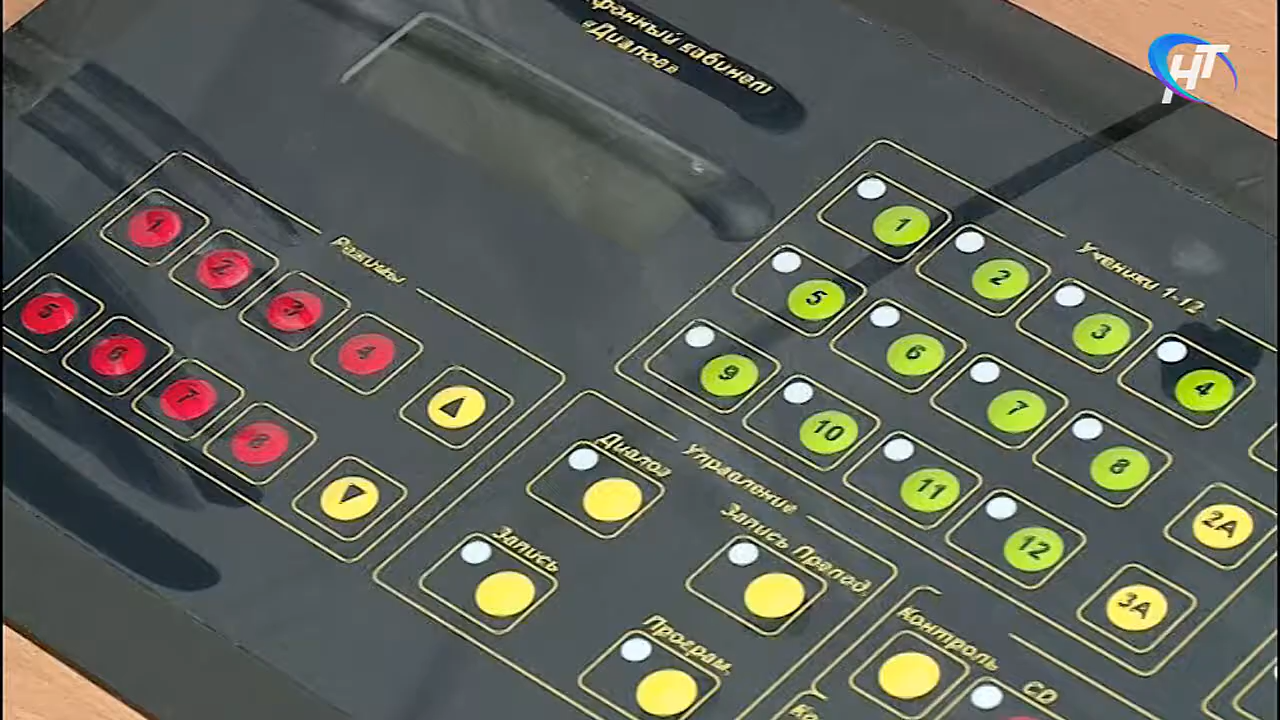 кабинет
«Диалог»
НТ
Режимы
1
2
3
4
5
6
7
8
Ученики 1-12
1
2
3
4
5
6
7
8
9
10
11
12
2А
3А
Управление
Диалог
Запись
Запись Препод.
Програм.
Контроль
CD